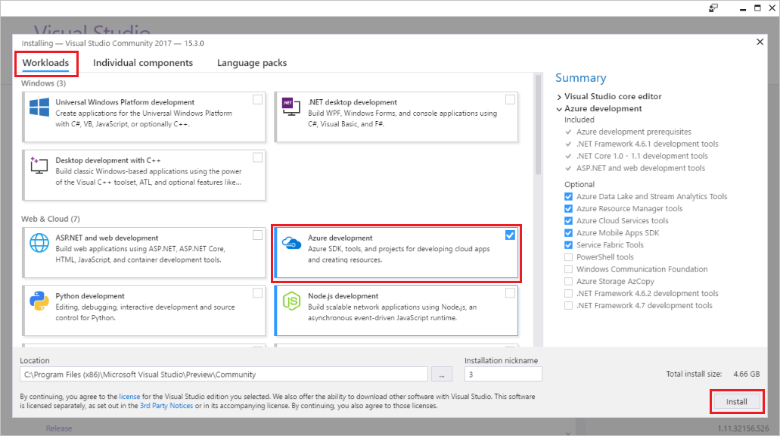 Visual Studio
Installing — Visual Studio Community 2017 — 15.3.0
Workloads
Individual components
Language packs
Windows (3)
Universal Windows Platform development
Create applications for the Universal Windows Platform
with C#, VB, JavaScript, or optionally C++.
.NET
.NET desktop development
Build WPF, Windows Forms, and console applications using
C#, Visual Basic, and F#.
Desktop development with C++
Build classic Windows-based applications using the power
of the Visual C++ toolset, ATL, and optional features like...
Web & Cloud (7)
ASP.NET and web development
Build web applications using ASP.NET, ASP.NET Core,
HTML, JavaScript, and container development tools.
Azure development
Azure SDK, tools, and projects for developing cloud apps
and creating resources.
Python development
Editing, debugging, interactive development and source
control for Python.
JS
Node.js development
Build scalable network applications using Node.js, an
asynchronous event-driven JavaScript runtime.
Summary
Visual Studio core editor
Azure development
Included
Azure development prerequisites
.NET Framework 4.6.1 development tools
.NET Core 1.0 - 1.1 development tools
ASP.NET and web development tools
Optional
Azure Data Lake and Stream Analytics Tools
Azure Resource Manager tools
Azure Cloud Services tools
Azure Mobile Apps SDK
Service Fabric Tools
PowerShell tools
Windows Communication Foundation
Azure Storage AzCopy
.NET Framework 4.6.2 development tools
.NET Framework 4.7 development tools
Location
C:\Program Files (x86)\Microsoft Visual Studio\Preview\Community
...
Installation nickname
3
Total install size: 4.66 GB
By continuing, you agree to the license for the Visual Studio edition you selected. We also offer the ability to download other software with Visual Studio. This software
is licensed separately, as set out in the 3rd Party Notices or in its accompanying license. By continuing, you also agree to those licenses.
Install
Release
1.11.32156.526